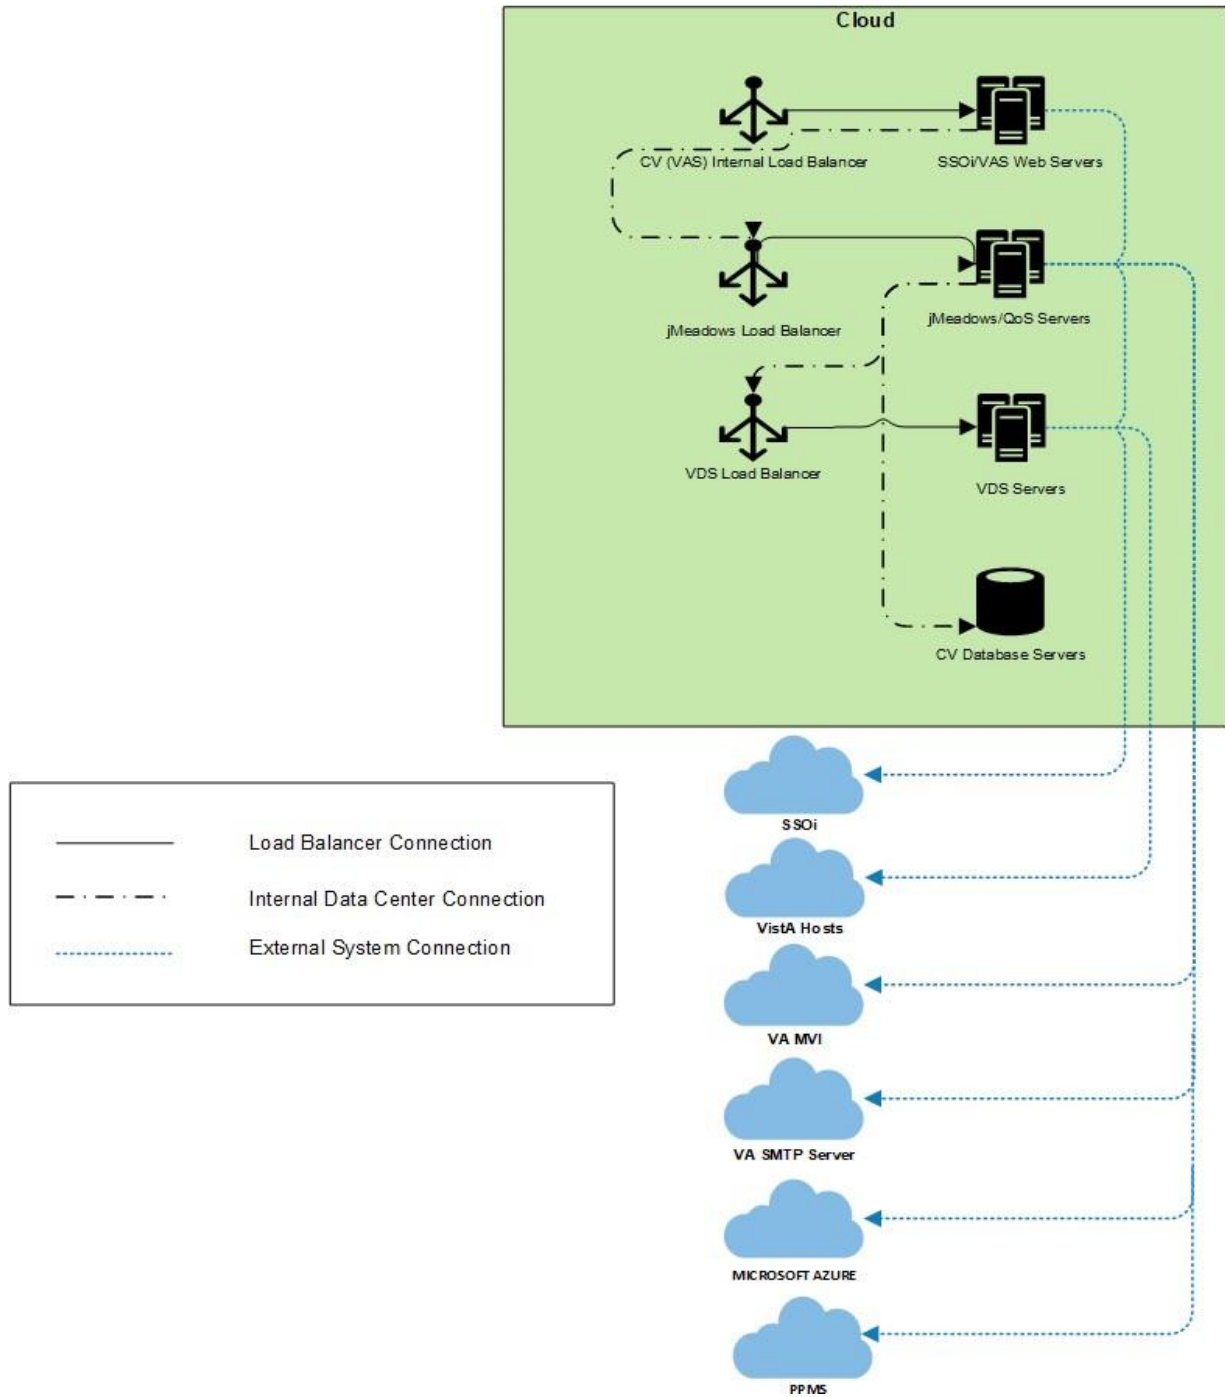 Cloud
CV (VAS) Internal Load Balancer
SSOi/VAS Web Servers
jMeadows Load Balancer
jMeadows/QoS Servers
VDS Load Balancer
VDS Servers
CV Database Servers
SSOi
Load Balancer Connection
Internal Data Center Connection
External System Connection
VistA Hosts
VA MVI
VA SMTP Server
MICROSOFT AZURE
PPMS